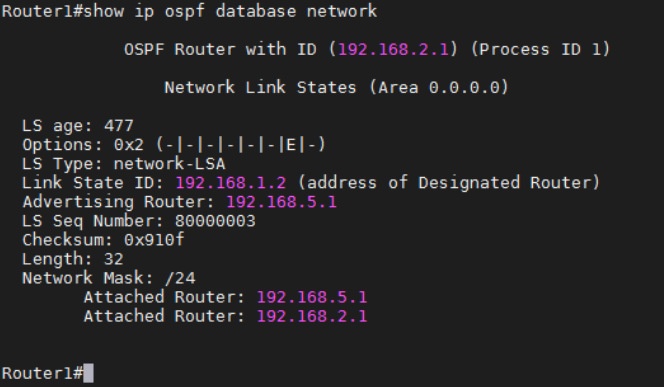 Router1#show ip ospf database network
OSPF Router with ID (192.168.2.1) (Process ID 1)
Network Link States (Area 0.0.0.0)
LS age: 477
Options: 0x2 (-|-|-|-|-|-|E|-)
LS Type: network-LSA
Link State ID: 192.168.1.2 (address of Designated Router)
Advertising Router: 192.168.5.1
LS Seq Number: 80000003
Checksum: 0x910f
Length: 32
Network Mask: /24
Attached Router: 192.168.5.1
Attached Router: 192.168.2.1
Router1#